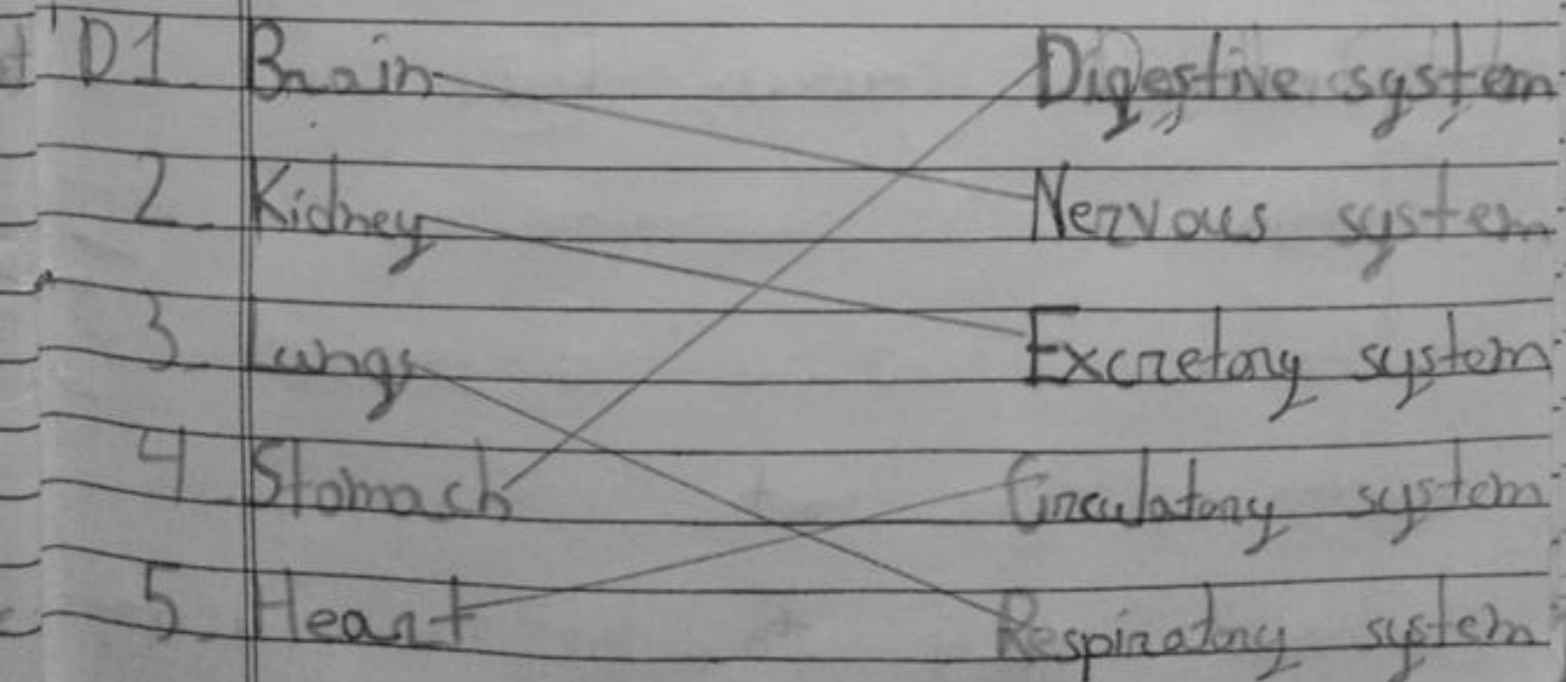 D1 Brain Digestive system
2 Kidney Nervous system
3 Lungs Excretory system
4 Stomach Circulatory system
5 Heart Respiratory system